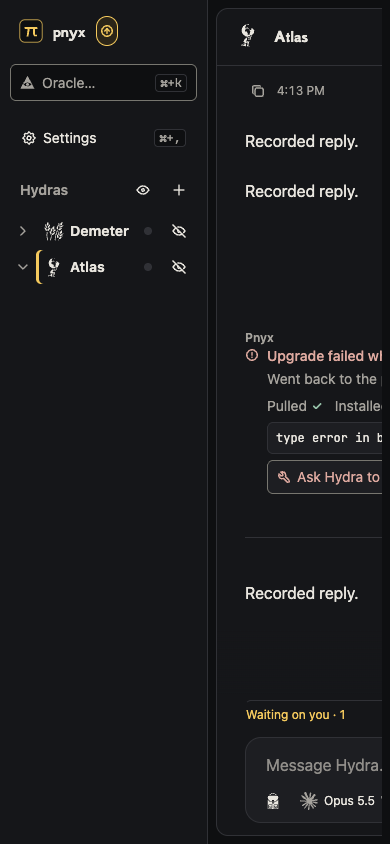 π pnyx
Oracle... ⌘+k
Settings ⌘+,
Hydras
Demeter
Atlas
Atlas
4:13 PM
Recorded reply.
Recorded reply.
Pnyx
Upgrade failed wh
Went back to the
Pulled ✓ Installe
type error in b
Ask Hydra to
Recorded reply.
Waiting on you · 1
Message Hydra.
Opus 5.5